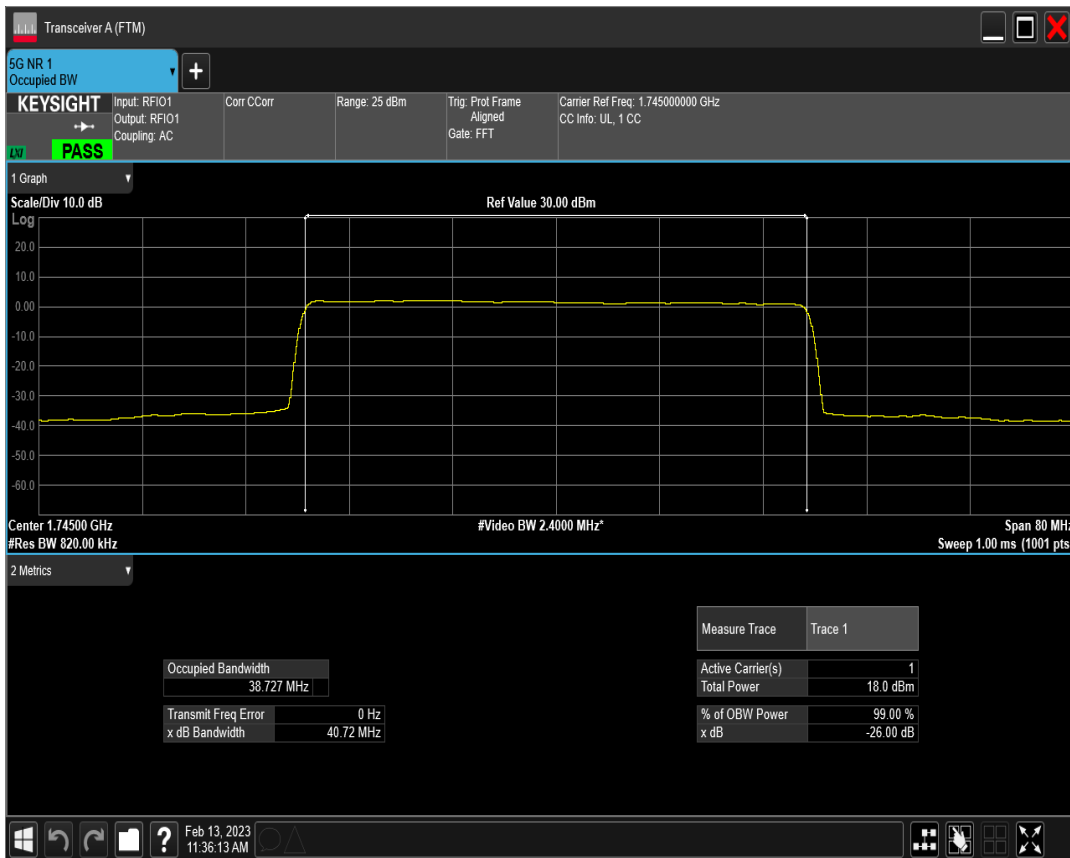 Transceiver A (FTM)
5G NR 1
Occupied BW
+
KEYSIGHT
LXI
PASS
Input: RFIO1
Output: RFIO1
Coupling: AC
Corr CCorr
Range: 25 dBm
Trig: Prot Frame
Aligned
Gate: FFT
Carrier Ref Freq: 1.745000000 GHz
CC Info: UL, 1 CC
1 Graph
Scale/Div 10.0 dB
Ref Value 30.00 dBm
Log
20.0
10.0
0.00
-10.0
-20.0
-30.0
-40.0
-50.0
-60.0
Center 1.74500 GHz
#Video BW 2.4000 MHz*
Span 80 MHz
#Res BW 820.00 kHz
Sweep 1.00 ms (1001 pts
2 Metrics
Measure Trace Trace 1
Occupied Bandwidth
38.727 MHz
Active Carrier(s) 1
Total Power 18.0 dBm
Transmit Freq Error 0 Hz
x dB Bandwidth 40.72 MHz
% of OBW Power 99.00 %
x dB -26.00 dB
?
Feb 13, 2023
11:36:13 AM